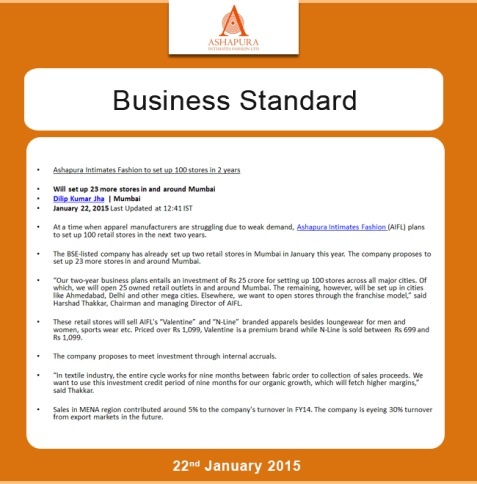 ASHAPURA
INTIMATES FASHION LTD
Business Standard
• Ashapura Intimates Fashion to set up 100 stores in 2 years
• Will set up 23 more stores in and around Mumbai
• Dilip Kumar Jha | Mumbai
• January 22, 2015 Last Updated at 12:41 IST
• At a time when apparel manufacturers are struggling due to weak demand, Ashapura Intimates Fashion (AIFL) plans
to set up 100 retail stores in the next two years.
• The BSE-listed company has already set up two retail stores in Mumbai in January this year. The company proposes to
set up 23 more stores in and around Mumbai.
• “Our two-year business plans entails an investment of Rs 25 crore for setting up 100 stores across all major cities. Of
which, we will open 25 owned retail outlets in and around Mumbai. The remaining, however, will be set up in cities
like Ahmedabad, Delhi and other mega cities. Elsewhere, we want to open stores through the franchise model,” said
Harshad Thakkar, Chairman and managing Director of AIFL.
• These retail stores will sell AIFL's “Valentine” and “N-Line” branded apparels besides loungewear for men and
women, sports wear etc. Priced over Rs 1,099, Valentine is a premium brand while N-Line is sold between Rs 699 and
Rs 1,099.
• The company proposes to meet investment through internal accruals.
• “In textile industry, the entire cycle works for nine months between fabric order to collection of sales proceeds. We
want to use this investment credit period of nine months for our organic growth, which will fetch higher margins,”
said Thakkar.
• Sales in MENA region contributed around 5% to the company's turnover in FY14. The company is eyeing 30% turnover
from export markets in the future.
22nd January 2015